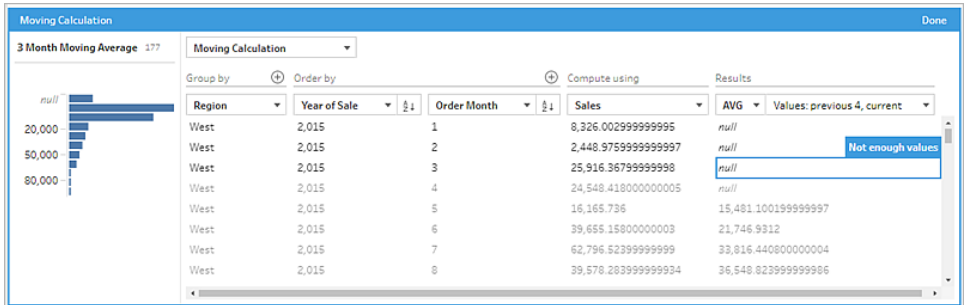 Moving Calculation Done
3 Month Moving Average 177 Moving Calculation
Group by Order by Compute using Results
Region Year of Sale Order Month Sales AVG Values: previous 4, current
null
20,000
50,000
80,000
West 2,015 1 8,326.002999999995 null
West 2,015 2 2,448.9759999999997 null
Not enough values
West 2,015 3 25,916.36799999998 null
West 2,015 4 24,548.418000000005 null
West 2,015 5 16,165.736 15,481.100199999997
West 2,015 6 39,655.15800000003 21,746.9312
West 2,015 7 62,796.52399999999 33,816.440800000004
West 2,015 8 39,578.283999999934 36,548.823999999986